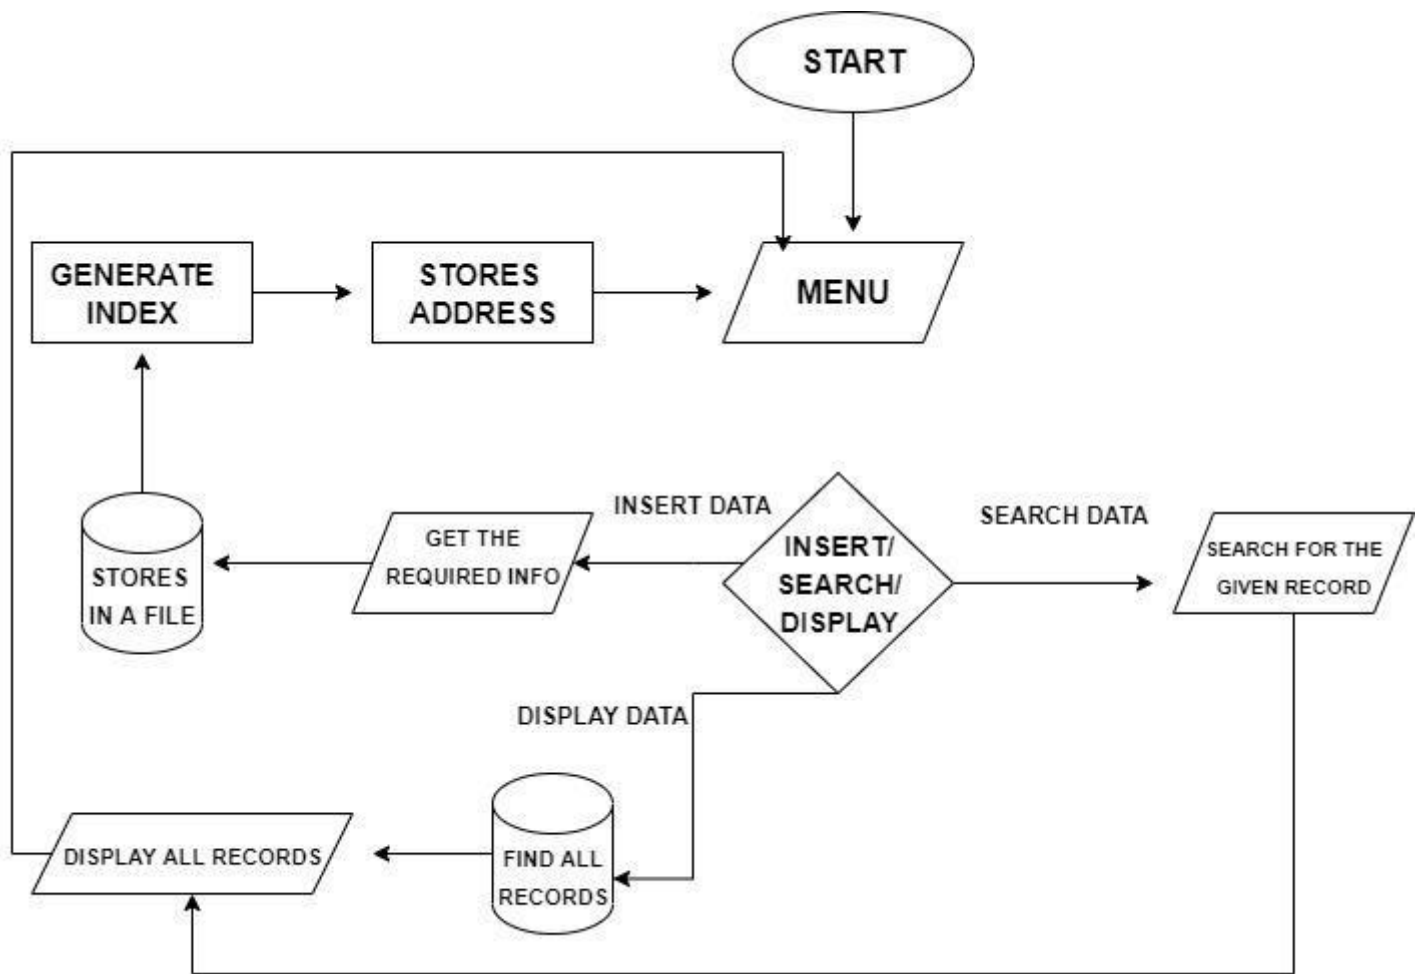 START
GENERATE
INDEX
STORES
ADDRESS
MENU
INSERT DATA
SEARCH DATA
GET THE
REQUIRED INFO
INSERT/
SEARCH/
DISPLAY
SEARCH FOR THE
GIVEN RECORD
STORES
IN A FILE
DISPLAY DATA
DISPLAY ALL RECORDS
FIND ALL
RECORDS